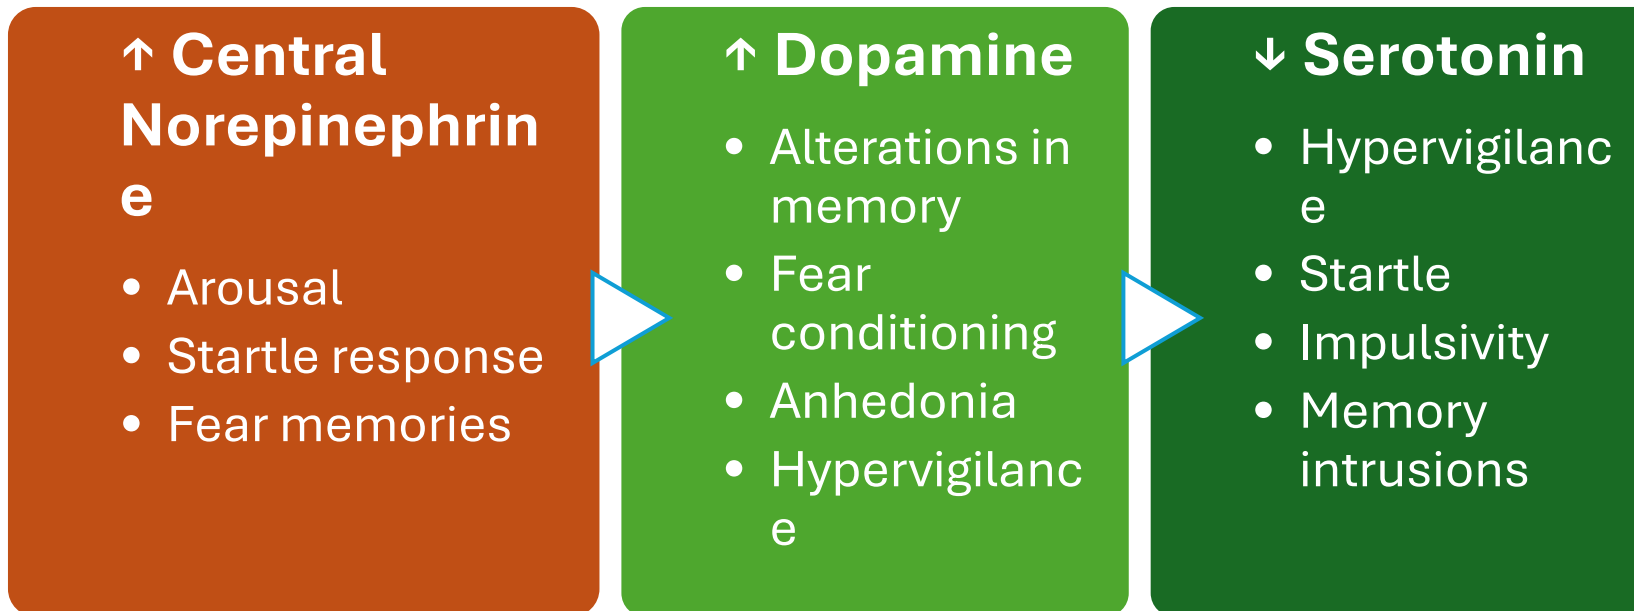 ↑ Central
Norepinephrin
e
• Arousal
• Startle response
• Fear memories
↑ Dopamine
• Alterations in
memory
• Fear
conditioning
• Anhedonia
• Hypervigilanc
e
↓ Serotonin
• Hypervigilanc
e
• Startle
• Impulsivity
• Memory
intrusions